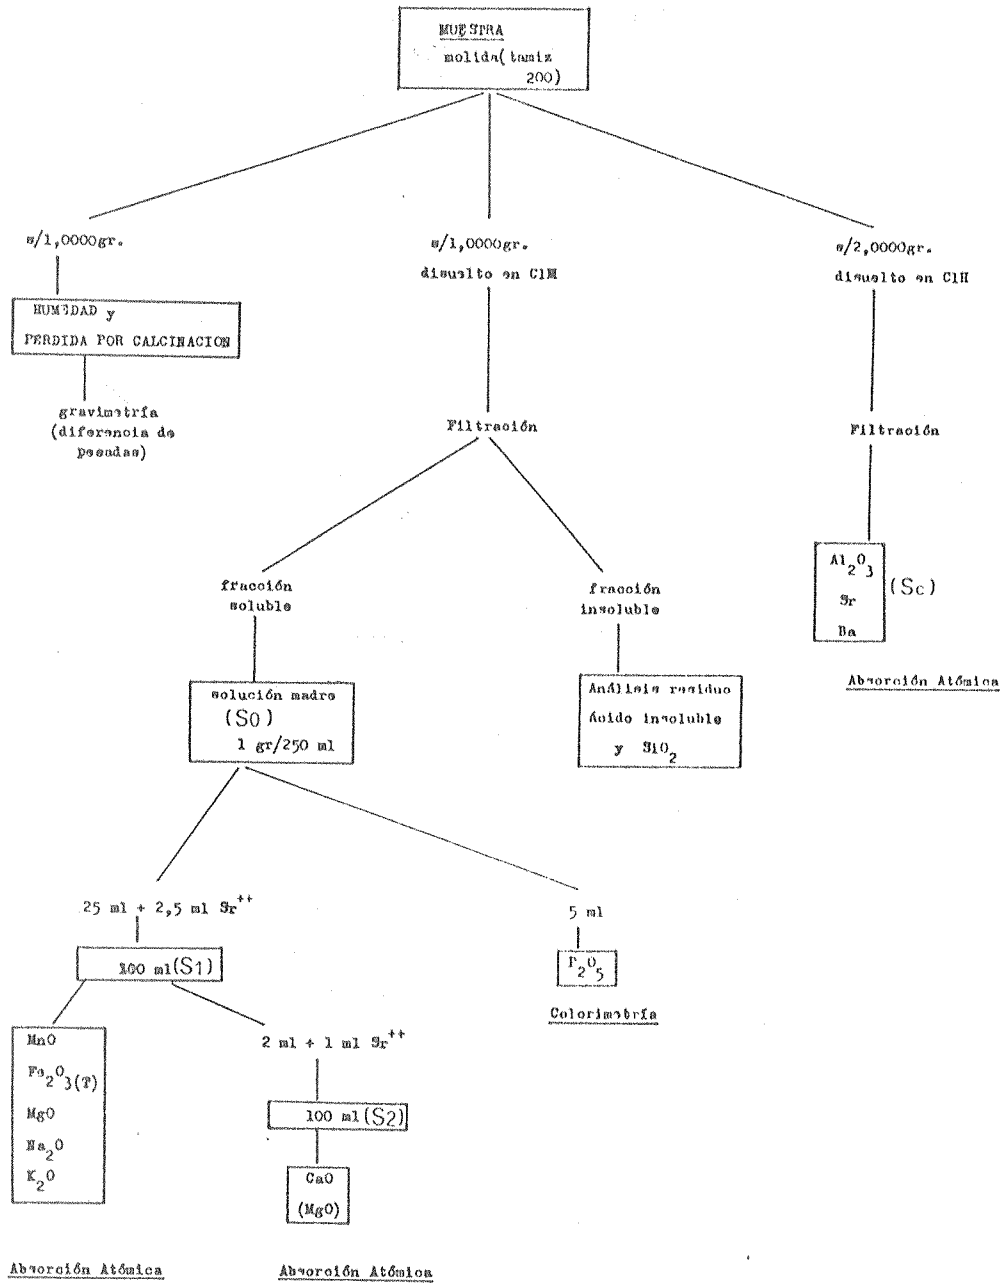 MUESTRA
molida(tamiz
200)
s/1,0000gr.
HUMEDAD y
PERDIDA POR CALCINACION
gravimetría
(diferencia de
pesadas)
s/1,0000gr.
disuelto en ClH
Filtración
fracción
soluble
solución madre
(S0)
1 gr/250 ml
25 ml + 2,5 ml Sr++
100 ml(S1)
MnO
Fe2O3(T)
MgO
Na2O
K2O
Absorción Atómica
2 ml + 1 ml Sr++
100 ml(S2)
CaO
(MgO)
Absorción Atómica
5 ml
P2O5
Colorimetría
fracción
insoluble
Análisis residuo
ácido insoluble
y SiO2
s/2,0000gr.
disuelto en ClH
Filtración
Al2O3
(Sc)
Sr
Ba
Absorción Atómica